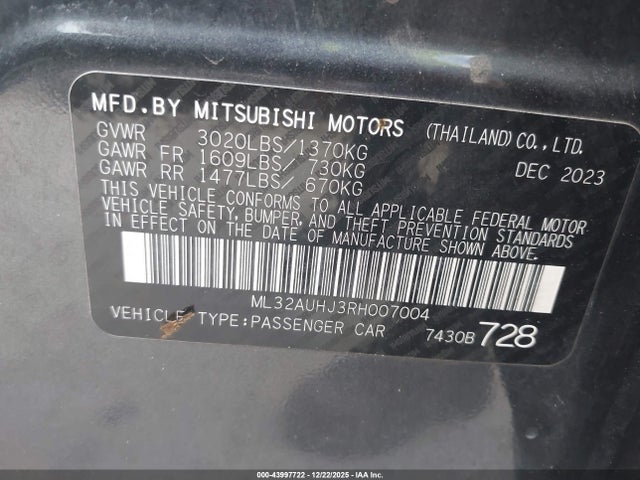 MFD.BY MITSUBISHI MOTORS (THAILAND) CO.,LTD.
GVWR 3020LBS/1370KG DEC 2023
GAWR FR 1609LBS/ 730KG
GAWR RR 1477LBS/ 670KG
THIS VEHICLE CONFORMS TO ALL APPLICABLE FEDERAL MOTOR
VEHICLE SAFETY, BUMPER, AND THEFT PREVENTION STANDARDS
IN EFFECT ON THE DATE OF MANUFACTURE SHOWN ABOVE.
ML32AUHJ3RH007004
VEHICLE TYPE:PASSENGER CAR 7430B 728
000-43997722 - 12/22/2025 - IAA Inc.